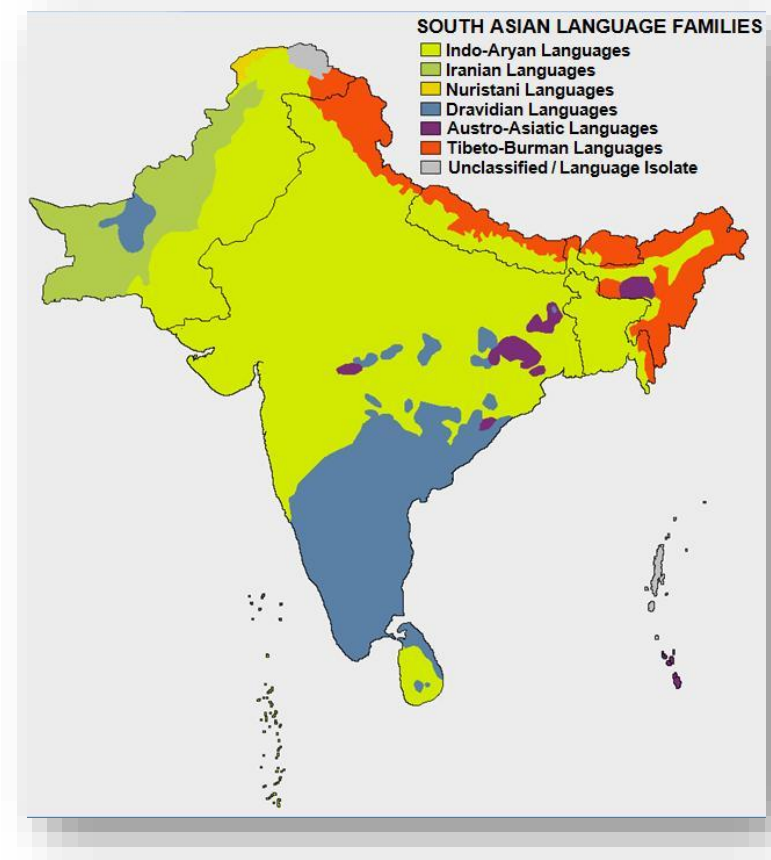 SOUTH ASIAN LANGUAGE FAMILIES
Indo-Aryan Languages
Iranian Languages
Nuristani Languages
Dravidian Languages
Austro-Asiatic Languages
Tibeto-Burman Languages
Unclassified / Language Isolate